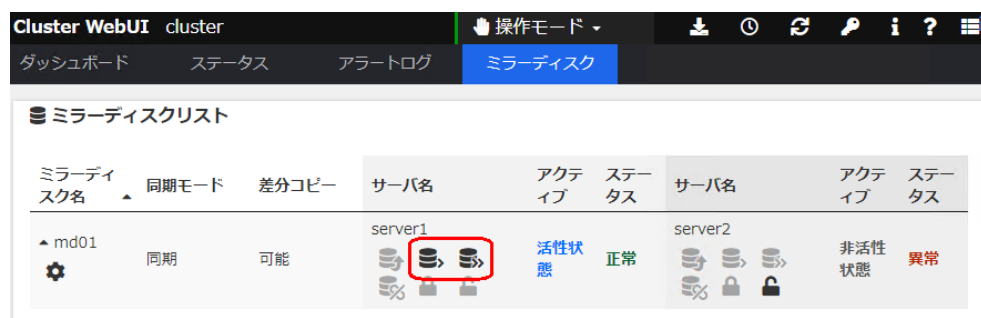 Cluster WebUI cluster 操作モード
ダッシュボード ステータス アラートログ ミラーディスク
ミラーディスクリスト
ミラーディスク名 同期モード 差分コピー サーバ名 アクティブ ステータス サーバ名 アクティブ ステータス
md01 同期 可能 server1 活性状態 正常 server2 非活性状態 異常